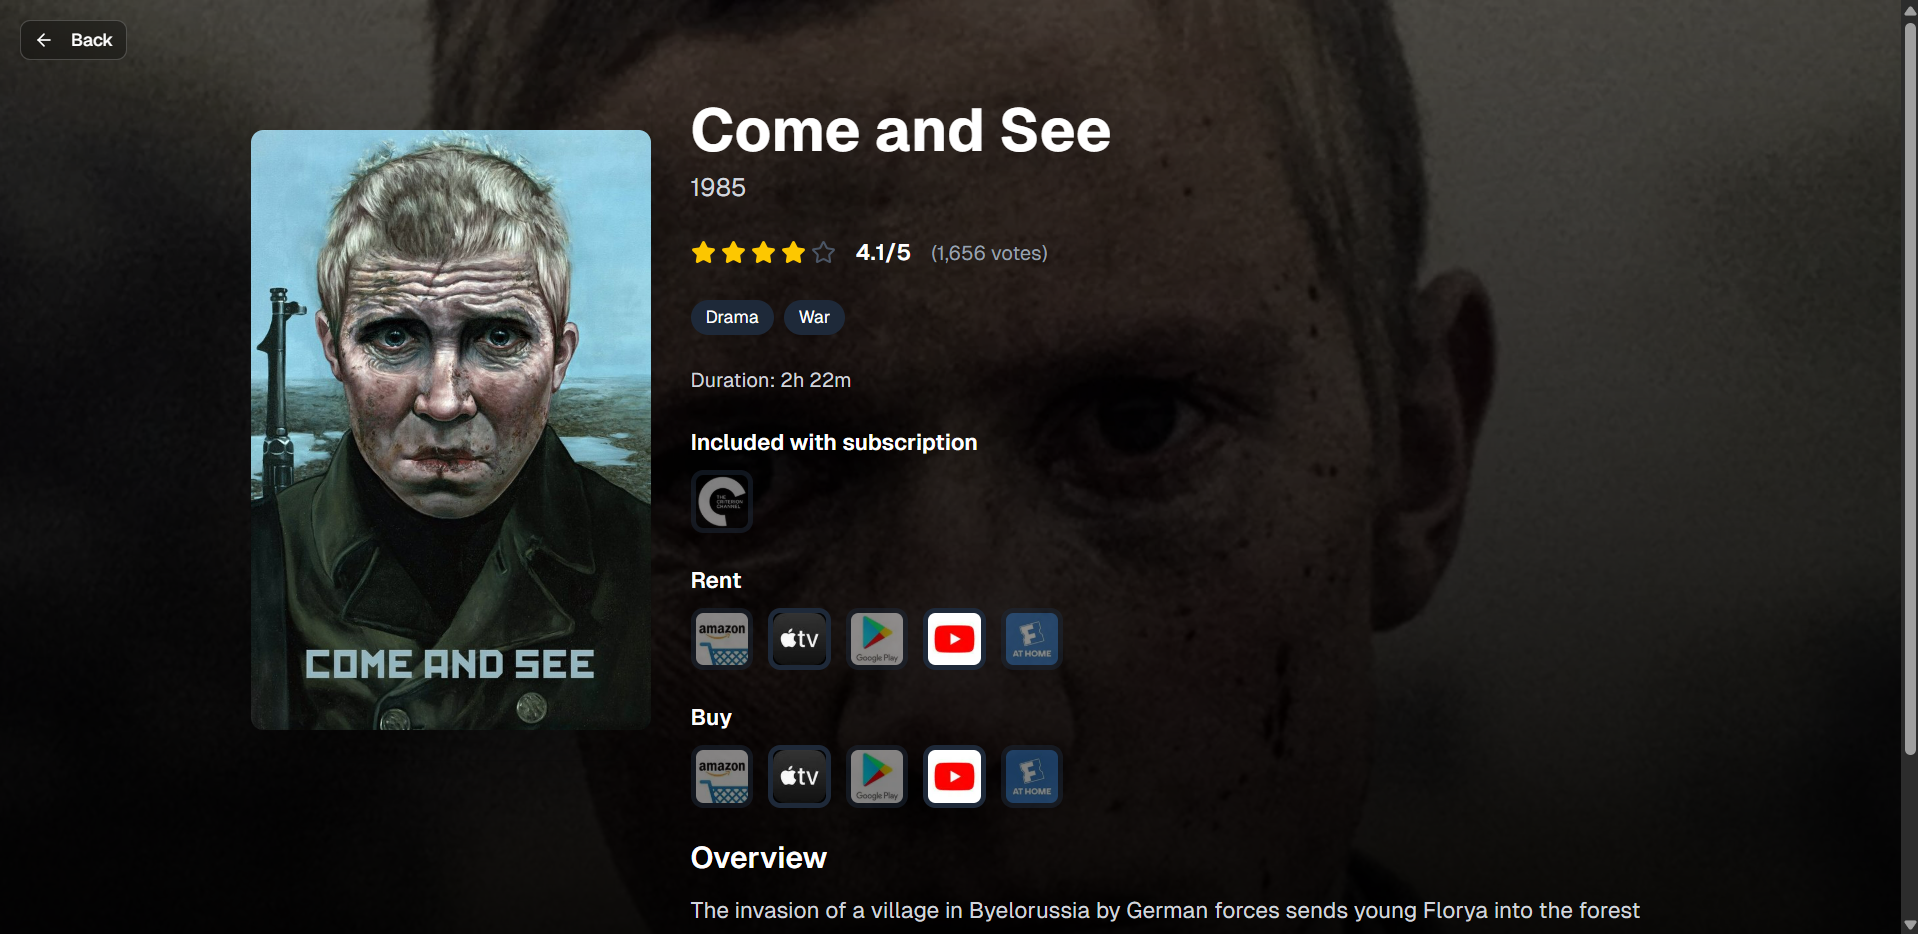 Back
Come and See
1985
4.1/5 (1,656 votes)
Drama War
Duration: 2h 22m
Included with subscription
THE CRITERION CHANNEL
Rent
amazon
tv
Google Play
AT HOME
Buy
amazon
tv
Google Play
AT HOME
Overview
The invasion of a village in Byelorussia by German forces sends young Florya into the forest
COME AND SEE